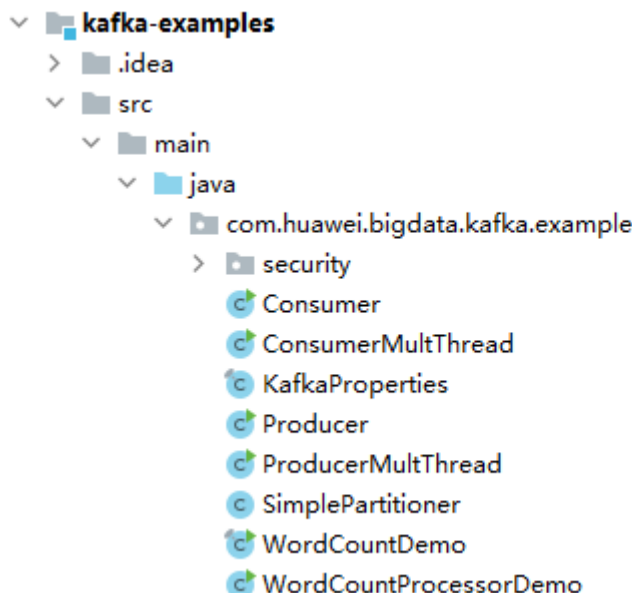 kafka-examples
.idea
src
main
java
com.huawei.bigdata.kafka.example
security
Consumer
ConsumerMultThread
KafkaProperties
Producer
ProducerMultThread
SimplePartitioner
WordCountDemo
WordCountProcessorDemo